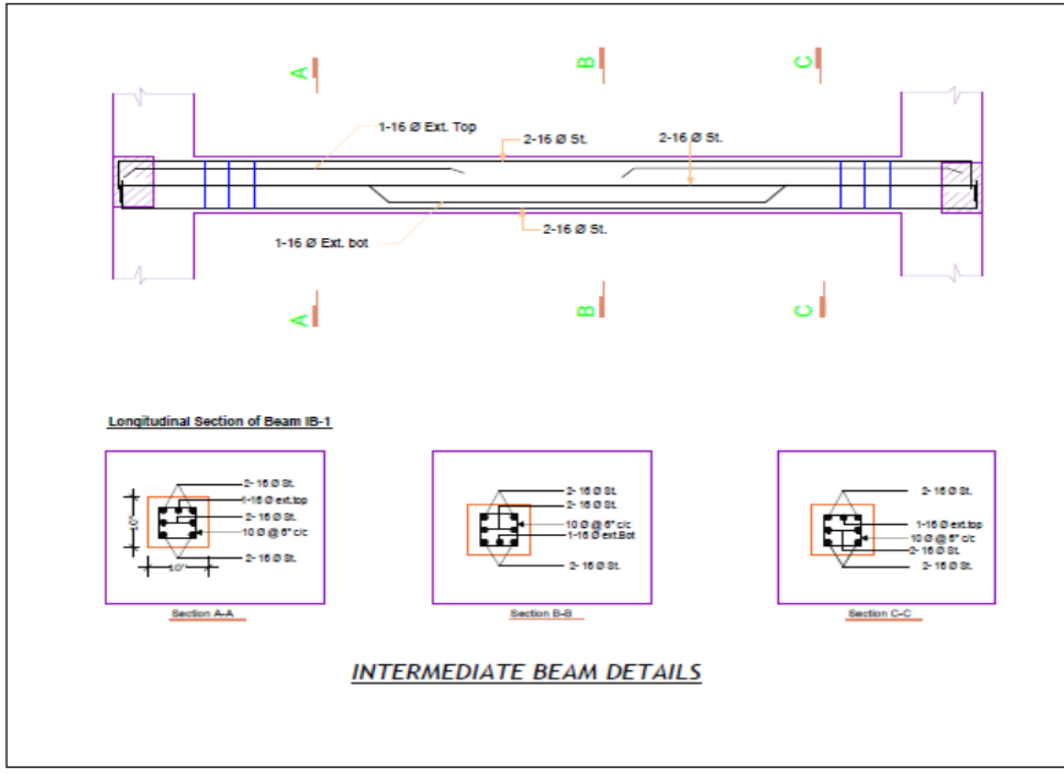 A
B
C
1-16 Ø Ext. Top
2-16 Ø St.
2-16 Ø St.
1-16 Ø Ext. bot
2-16 Ø St.
A
B
C
Longitudinal Section of Beam IB-1
2- 16 Ø St.
1-16 Ø ext.top
2- 16 Ø St.
10 Ø @ 6" c/c
2- 16 Ø St.
10"
10"
Section A-A
2- 16 Ø St.
2- 16 Ø St.
10 Ø @ 6" c/c
1-16 Ø ext.Bot
2- 16 Ø St.
Section B-B
2- 16 Ø St.
1-16 Ø ext.top
10 Ø @ 6" c/c
2- 16 Ø St.
2- 16 Ø St.
Section C-C
INTERMEDIATE BEAM DETAILS